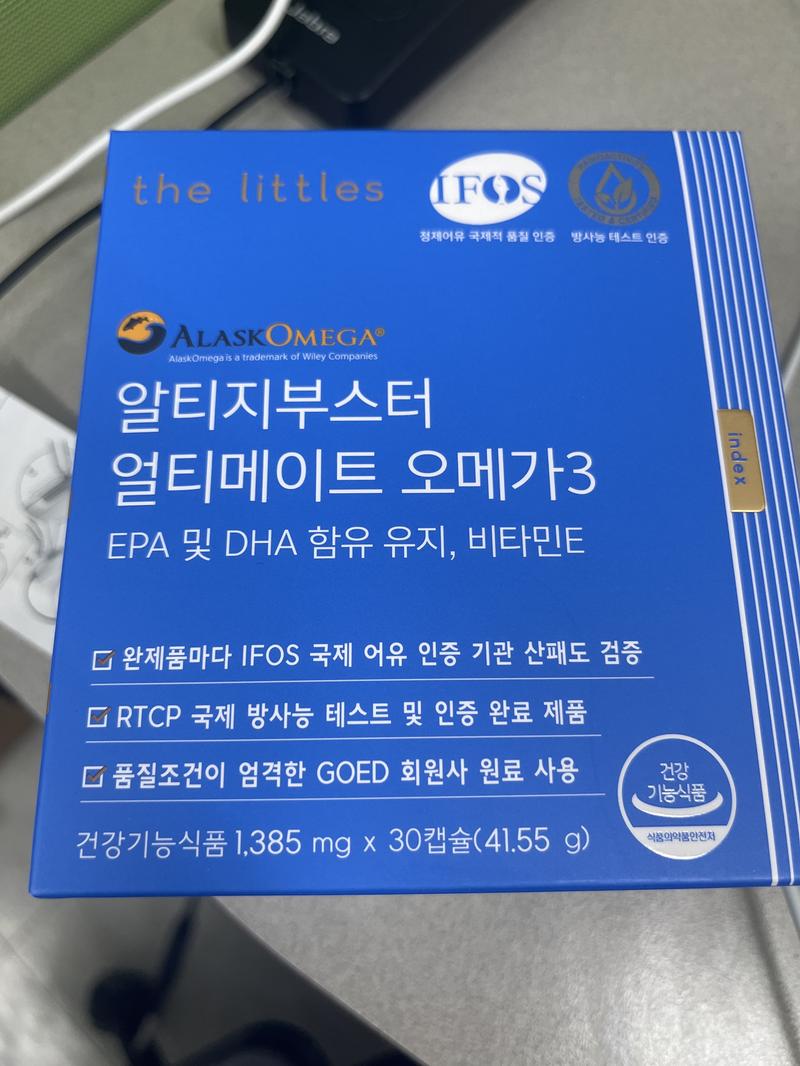 Jabra
the littles
IFOS
정제어유 국제적 품질 인증
방사능 테스트 인증
ALASKOMEGA®
AlaskOmega is a trademark of Wiley Companies
알티지부스터
얼티메이트 오메가3
EPA 및 DHA 함유 유지, 비타민E
index
완제품마다 IFOS 국제 어유 인증 기관 산패도 검증
RTCP 국제 방사능 테스트 및 인증 완료 제품
품질조건이 엄격한 GOED 회원사 원료 사용
건강
기능식품
식품의약품안전처
건강기능식품 1,385 mg x 30캡슐(41.55 g)